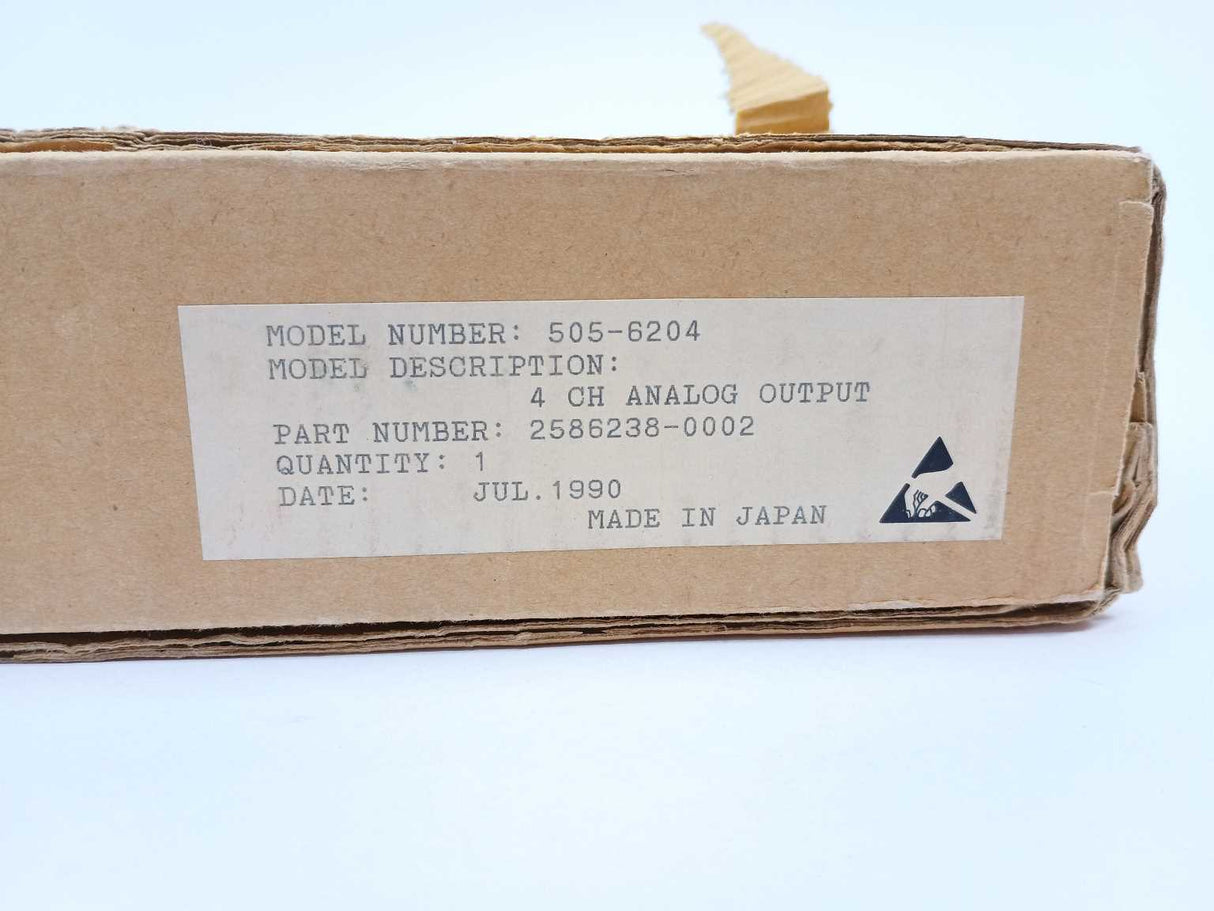 MODEL NUMBER: 505-6204
MODEL DESCRIPTION:
4 CH ANALOG OUTPUT
PART NUMBER: 2586238-0002
QUANTITY: 1
DATE: JUL.1990
MADE IN JAPAN